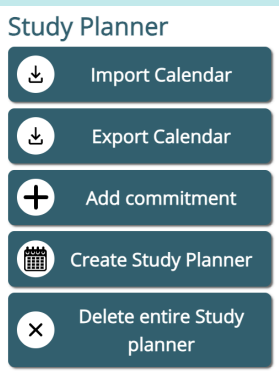 Study Planner
Import Calendar
Export Calendar
Add commitment
Create Study Planner
Delete entire Study
planner